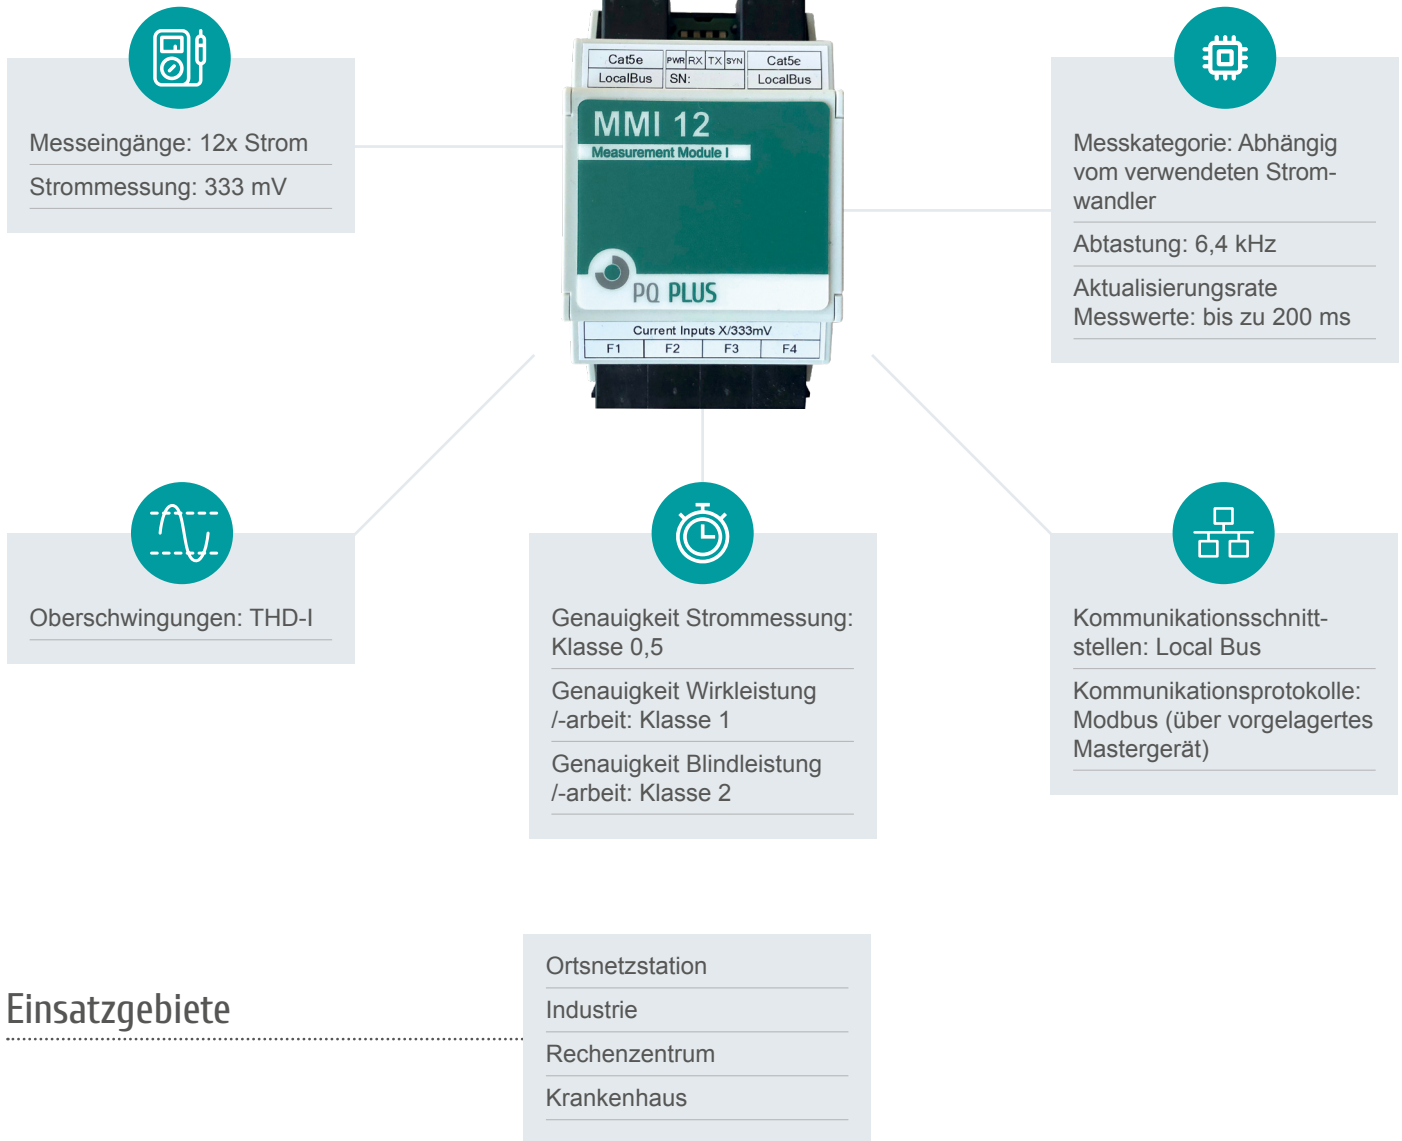 Cat5e PWR RX TX SYN Cat5e
LocalBus SN: LocalBus
MMI 12
Measurement Module I
PQ PLUS
Current Inputs X/333mV
F1 F2 F3 F4
Messeingänge: 12x Strom
Strommessung: 333 mV
Messkategorie: Abhängig
vom verwendeten Strom-
wandler
Abtastung: 6,4 kHz
Aktualisierungsrate
Messwerte: bis zu 200 ms
Oberschwingungen: THD-I
Genauigkeit Strommessung:
Klasse 0,5
Genauigkeit Wirkleistung
/-arbeit: Klasse 1
Genauigkeit Blindleistung
/-arbeit: Klasse 2
Kommunikationsschnitt-
stellen: Local Bus
Kommunikationsprotokolle:
Modbus (über vorgelagertes
Mastergerät)
Einsatzgebiete
Ortsnetzstation
Industrie
Rechenzentrum
Krankenhaus